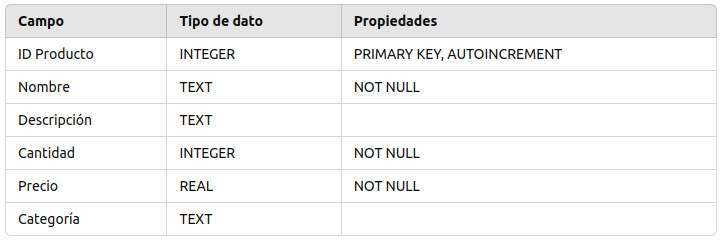 Campo Tipo de dato Propiedades
ID Producto INTEGER PRIMARY KEY, AUTOINCREMENT
Nombre TEXT NOT NULL
Descripción TEXT
Cantidad INTEGER NOT NULL
Precio REAL NOT NULL
Categoría TEXT